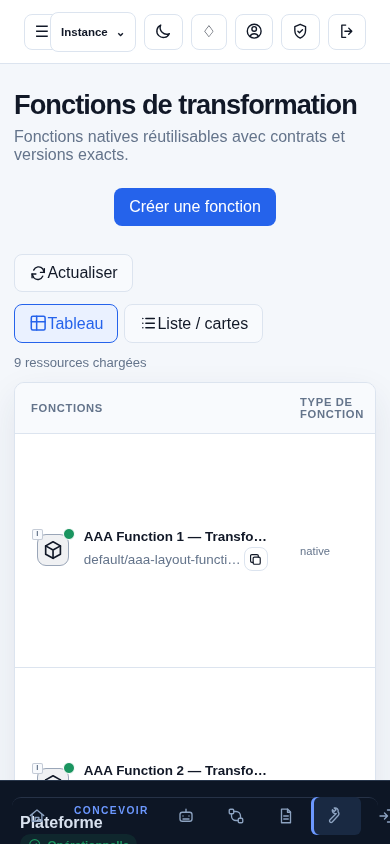 Instance
Fonctions de transformation
Fonctions natives réutilisables avec contrats et
versions exacts.
Créer une fonction
Actualiser
Tableau
Liste / cartes
9 ressources chargées
FONCTIONS
TYPE DE
FONCTION
I
AAA Function 1 — Transfo…
default/aaa-layout-functi…
native
I
AAA Function 2 — Transfo…
CONCEVOIR
Plateforme
Opérationnelle